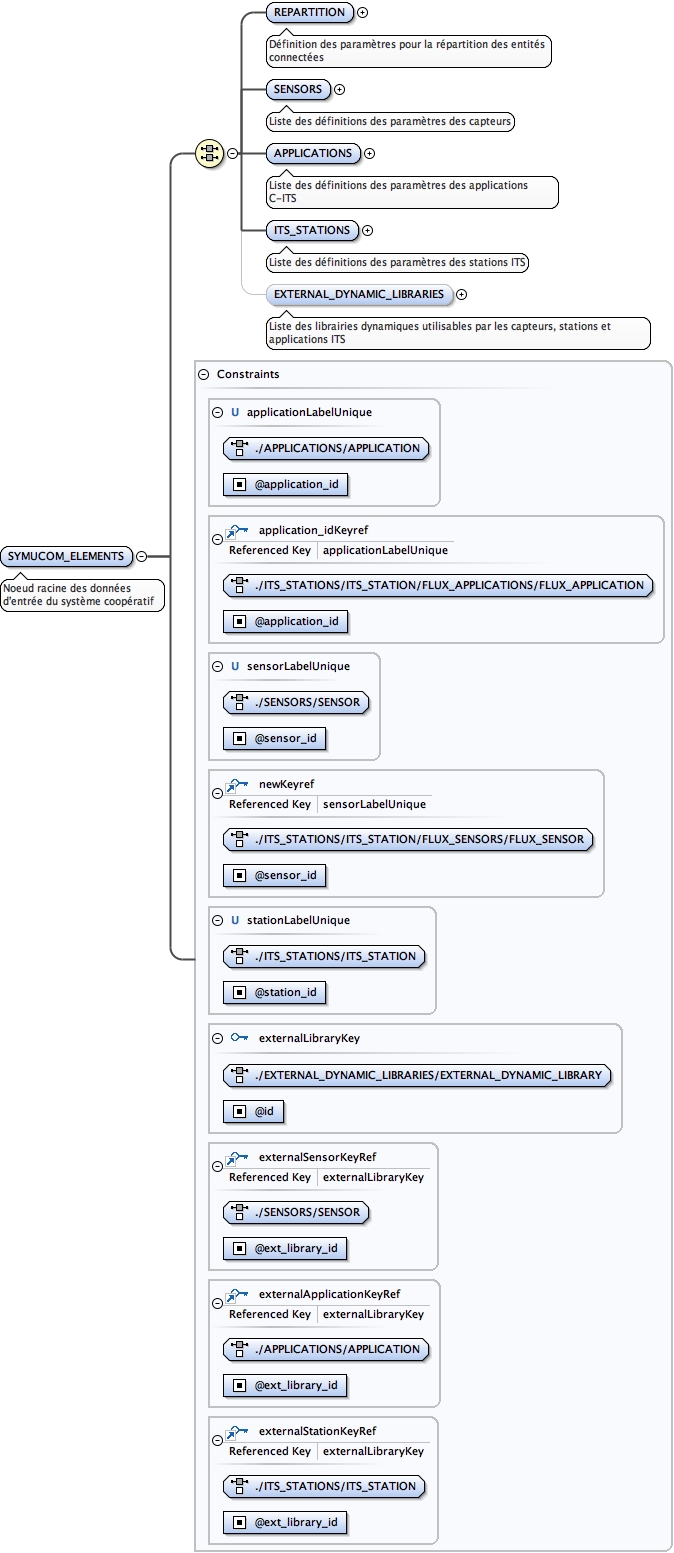 REPARTITION
Définition des paramètres pour la répartition des entités
connectées
SENSORS
Liste des définitions des paramètres des capteurs
APPLICATIONS
Liste des définitions des paramètres des applications
C-ITS
ITS_STATIONS
Liste des définitions des paramètres des stations ITS
EXTERNAL_DYNAMIC_LIBRARIES
Liste des librairies dynamiques utilisables par les capteurs, stations et
applications ITS
SYMUCOM_ELEMENTS
Noeud racine des données
d'entrée du système coopératif
Constraints
U applicationLabelUnique
./APPLICATIONS/APPLICATION
@application_id
application_idKeyref
Referenced Key applicationLabelUnique
./ITS_STATIONS/ITS_STATION/FLUX_APPLICATIONS/FLUX_APPLICATION
@application_id
U sensorLabelUnique
./SENSORS/SENSOR
@sensor_id
newKeyref
Referenced Key sensorLabelUnique
./ITS_STATIONS/ITS_STATION/FLUX_SENSORS/FLUX_SENSOR
@sensor_id
U stationLabelUnique
./ITS_STATIONS/ITS_STATION
@station_id
externalLibraryKey
./EXTERNAL_DYNAMIC_LIBRARIES/EXTERNAL_DYNAMIC_LIBRARY
@id
externalSensorKeyRef
Referenced Key externalLibraryKey
./SENSORS/SENSOR
@ext_library_id
externalApplicationKeyRef
Referenced Key externalLibraryKey
./APPLICATIONS/APPLICATION
@ext_library_id
externalStationKeyRef
Referenced Key externalLibraryKey
./ITS_STATIONS/ITS_STATION
@ext_library_id